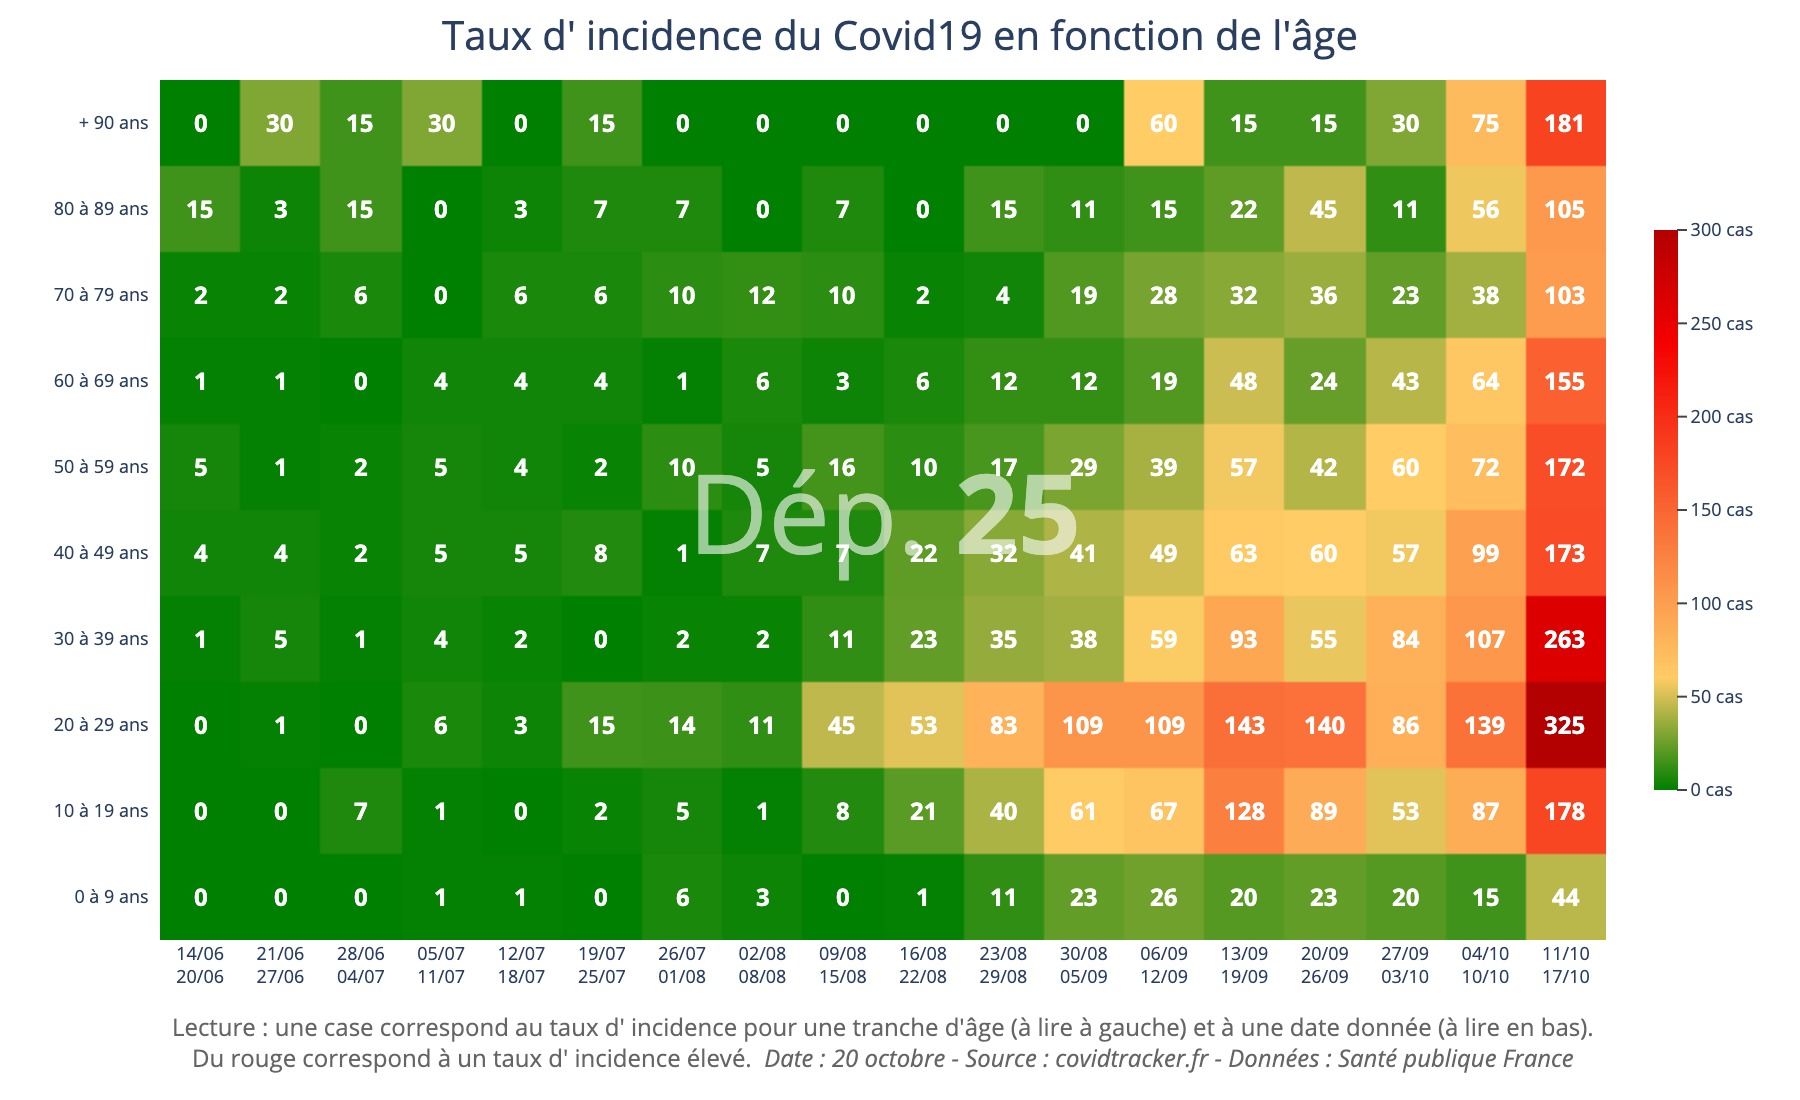 Taux d' incidence du Covid19 en fonction de l'âge
+ 90 ans 0 30 15 30 0 15 0 0 0 0 0 0 60 15 15 30 75 181
80 à 89 ans 15 3 15 0 3 7 7 0 7 0 15 11 15 22 45 11 56 105
70 à 79 ans 2 2 6 0 6 6 10 12 10 2 4 19 28 32 36 23 38 103
60 à 69 ans 1 1 0 4 4 4 1 6 3 6 12 12 19 48 24 43 64 155
50 à 59 ans 5 1 2 5 4 2 10 5 16 10 17 29 39 57 42 60 72 172
Dép. 25
40 à 49 ans 4 4 2 5 5 8 1 7 7 22 32 41 49 63 60 57 99 173
30 à 39 ans 1 5 1 4 2 0 2 2 11 23 35 38 59 93 55 84 107 263
20 à 29 ans 0 1 0 6 3 15 14 11 45 53 83 109 109 143 140 86 139 325
10 à 19 ans 0 0 7 1 0 2 5 1 8 21 40 61 67 128 89 53 87 178
0 à 9 ans 0 0 0 1 1 0 6 3 0 1 11 23 26 20 23 20 15 44
14/06 21/06 28/06 05/07 12/07 19/07 26/07 02/08 09/08 16/08 23/08 30/08 06/09 13/09 20/09 27/09 04/10 11/10
20/06 27/06 04/07 11/07 18/07 25/07 01/08 08/08 15/08 22/08 29/08 05/09 12/09 19/09 26/09 03/10 10/10 17/10
300 cas
250 cas
200 cas
150 cas
100 cas
50 cas
0 cas
Lecture : une case correspond au taux d' incidence pour une tranche d'âge (à lire à gauche) et à une date donnée (à lire en bas).
Du rouge correspond à un taux d' incidence élevé. Date : 20 octobre - Source : covidtracker.fr - Données : Santé publique France